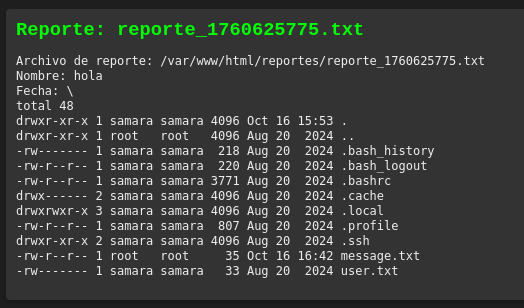 Reporte: reporte_1760625775.txt
Archivo de reporte: /var/www/html/reportes/reporte_1760625775.txt
Nombre: hola
Fecha: \
total 48
drwxr-xr-x 1 samara samara 4096 Oct 16 15:53 .
drwxr-xr-x 1 root   root   4096 Aug 20  2024 ..
-rw------- 1 samara samara  218 Aug 20  2024 .bash_history
-rw-r--r-- 1 samara samara  220 Aug 20  2024 .bash_logout
-rw-r--r-- 1 samara samara 3771 Aug 20  2024 .bashrc
drwx------ 2 samara samara 4096 Aug 20  2024 .cache
drwxrwxr-x 3 samara samara 4096 Aug 20  2024 .local
-rw-r--r-- 1 samara samara  807 Aug 20  2024 .profile
drwxr-xr-x 2 samara samara 4096 Aug 20  2024 .ssh
-rw-r--r-- 1 root   root     35 Oct 16 16:42 message.txt
-rw------- 1 samara samara   33 Aug 20  2024 user.txt